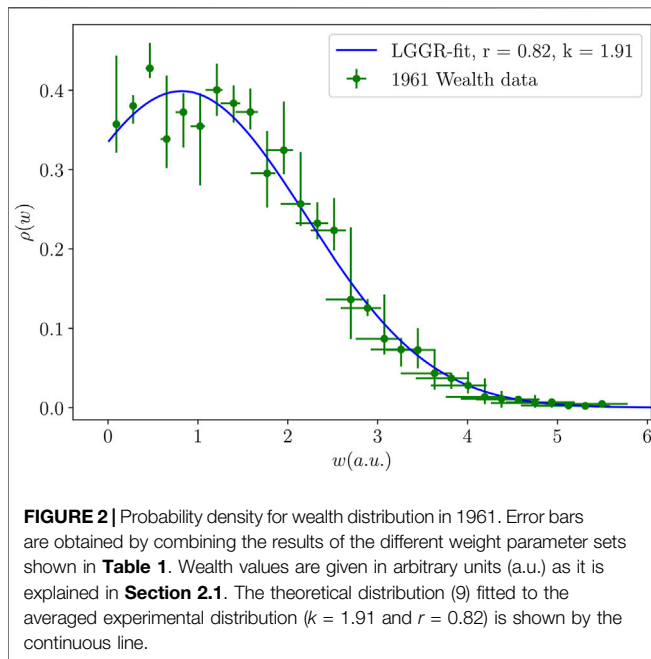 LGGR-fit, r = 0.82, k = 1.91
1961 Wealth data
0.4
0.3
0.2
0.1
0.0
ρ(w)
0 1 2 3 4 5 6
w(a.u.)
FIGURE 2 | Probability density for wealth distribution in 1961. Error bars
are obtained by combining the results of the different weight parameter sets
shown in Table 1. Wealth values are given in arbitrary units (a.u.) as it is
explained in Section 2.1. The theoretical distribution (9) fitted to the
averaged experimental distribution (k = 1.91 and r = 0.82) is shown by the
continuous line.